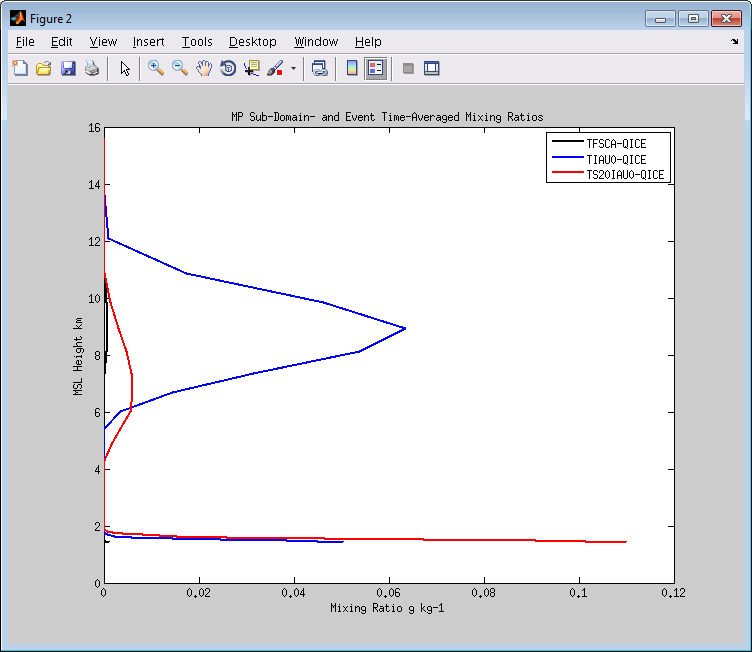 Figure 2
File Edit View Insert Tools Desktop Window Help
MP Sub-Domain- and Event Time-Averaged Mixing Ratios
TFSCA-QICE
TIAU0-QICE
TS20IAU0-QICE
16
14
12
10
8
6
4
2
0
MSL Height km
0 0.02 0.04 0.06 0.08 0.1 0.12
Mixing Ratio g kg-1